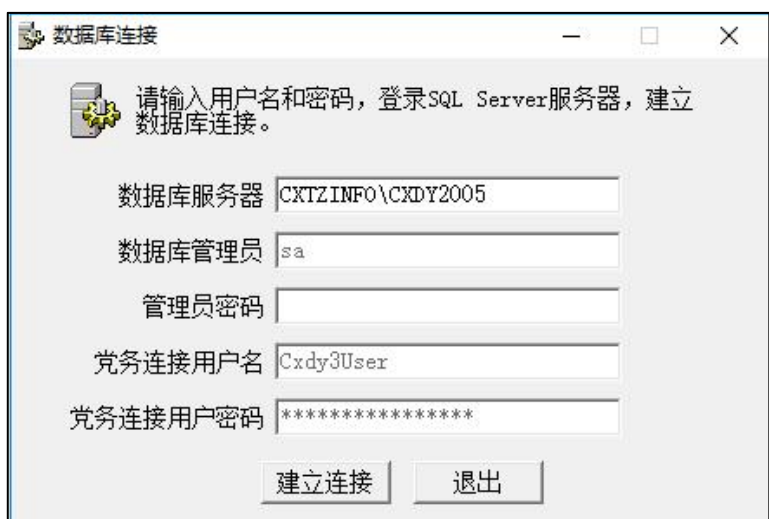 数据库连接
请输入用户名和密码，登录SQL Server服务器，建立
数据库连接。
数据库服务器 CXTZINFO\CXDY2005
数据库管理员 sa
管理员密码
党务连接用户名 Cxdy3User
党务连接用户密码 ****************
建立连接 退出